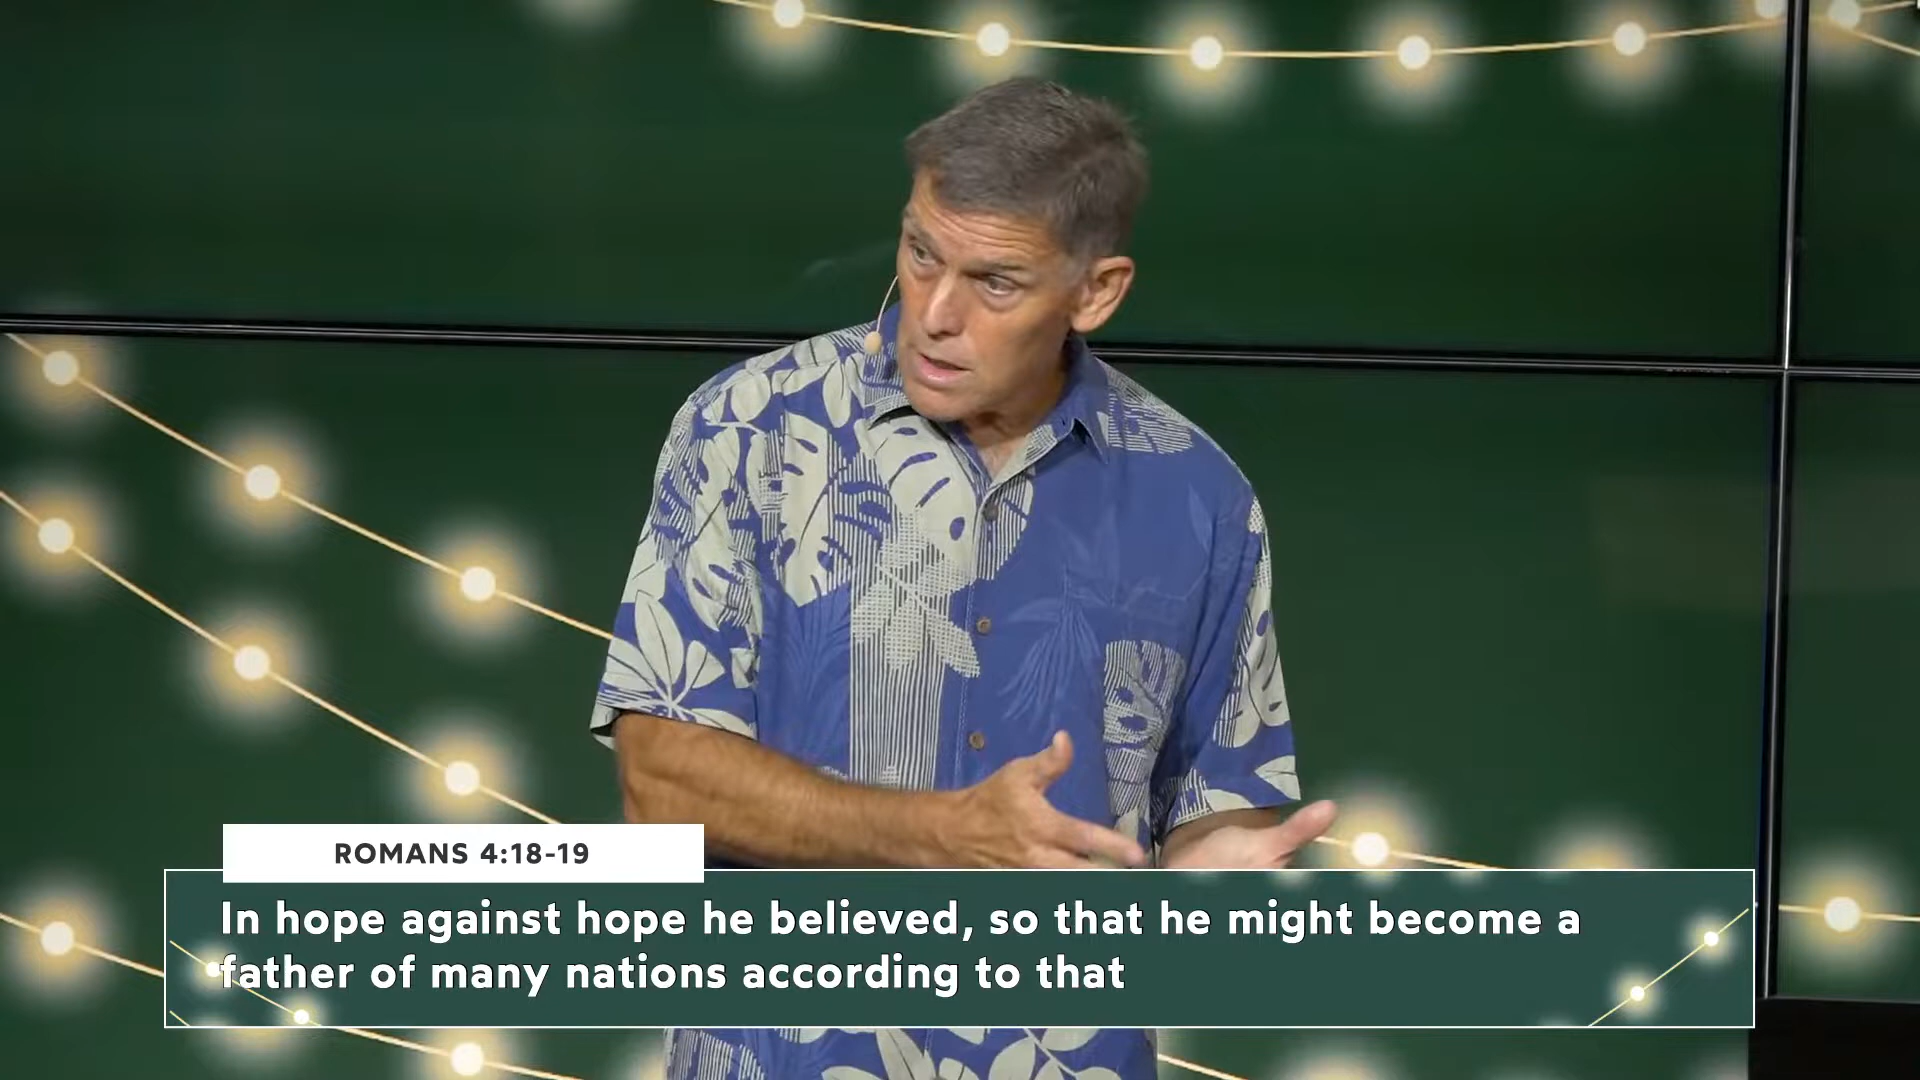 ROMANS 4:18-19
In hope against hope he believed, so that he might become a
father of many nations according to that